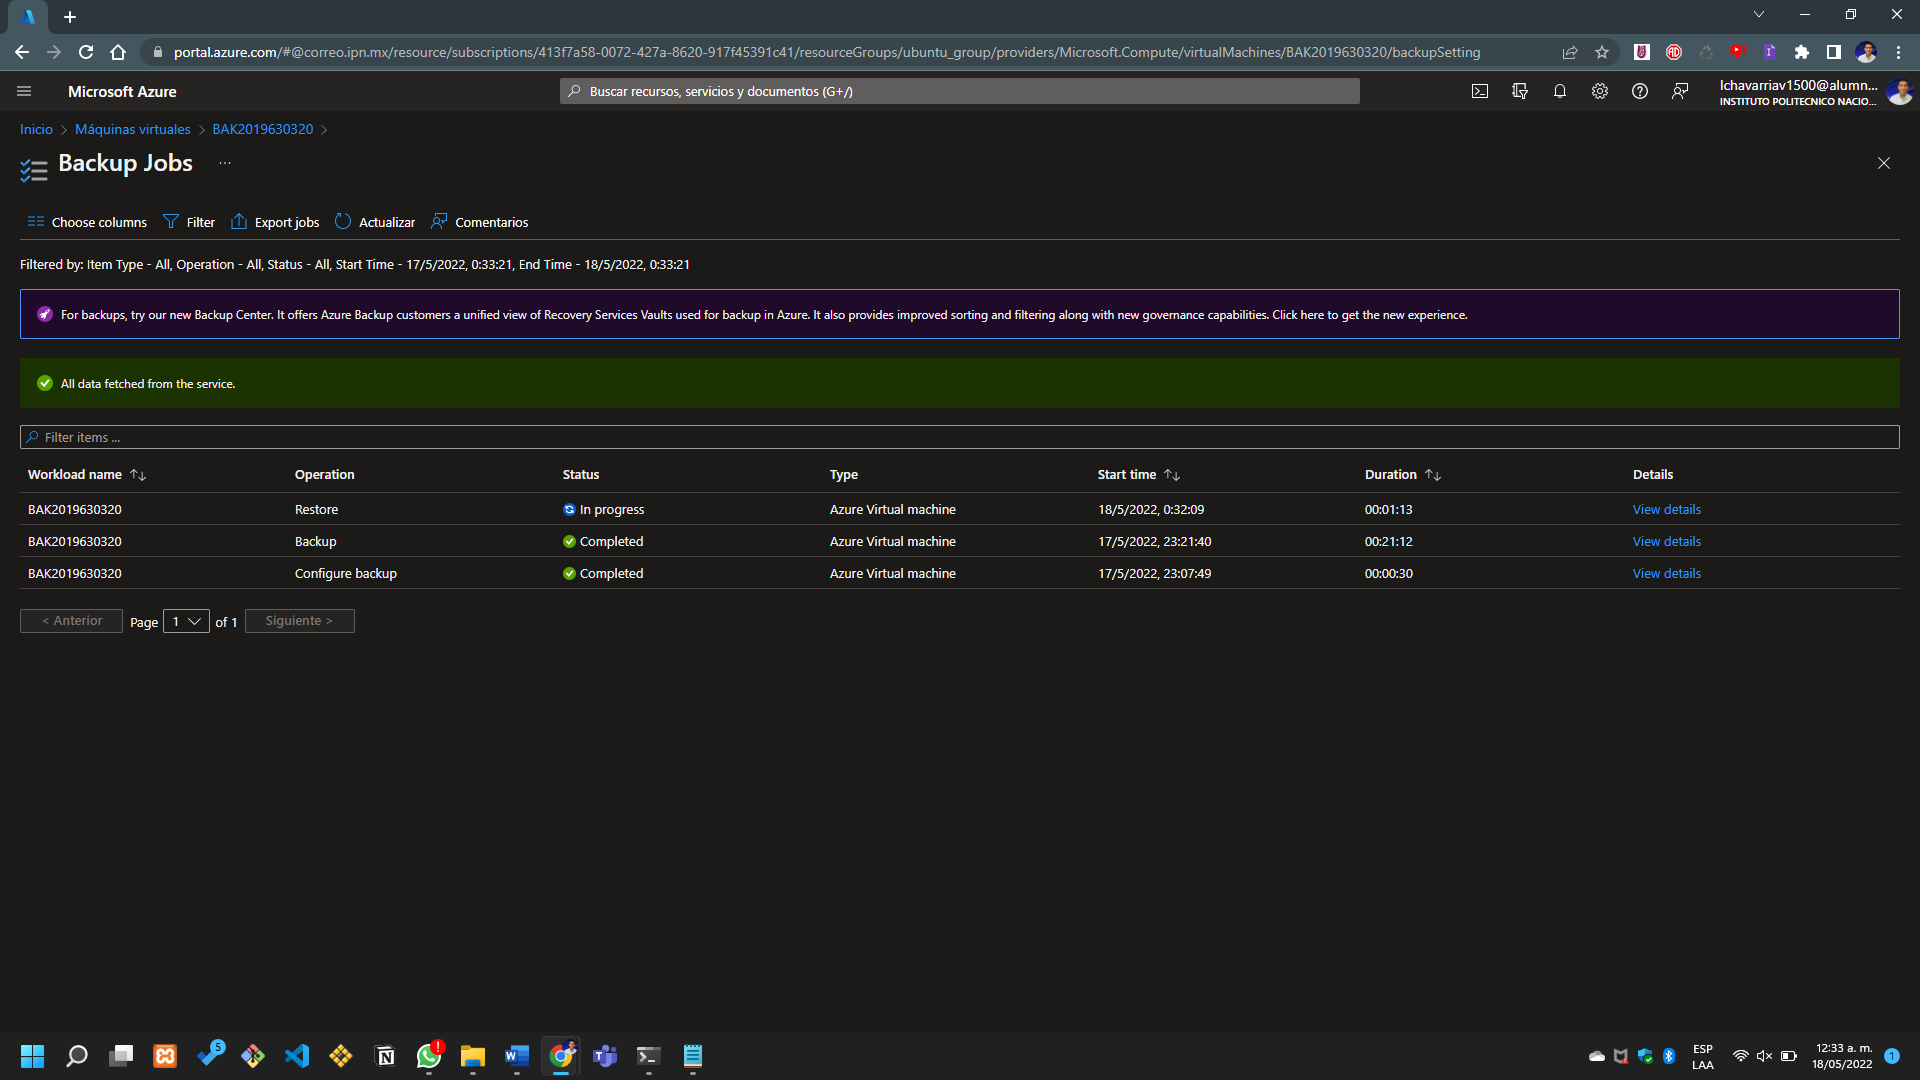 portal.azure.com/#@correo.ipn.mx/resource/subscriptions/413f7a58-0072-427a-8620-917f45391c41/resourceGroups/ubuntu_group/providers/Microsoft.Compute/virtualMachines/BAK2019630320/backupSetting
Microsoft Azure
Buscar recursos, servicios y documentos (G+/)
lchavarriav1500@alumn...
INSTITUTO POLITECNICO NACIO...
Inicio > Máquinas virtuales > BAK2019630320 >
Backup Jobs ...
Choose columns Filter Export jobs Actualizar Comentarios
Filtered by: Item Type - All, Operation - All, Status - All, Start Time - 17/5/2022, 0:33:21, End Time - 18/5/2022, 0:33:21
For backups, try our new Backup Center. It offers Azure Backup customers a unified view of Recovery Services Vaults used for backup in Azure. It also provides improved sorting and filtering along with new governance capabilities. Click here to get the new experience.
All data fetched from the service.
Filter items ...
Workload name Operation Status Type Start time Duration Details
BAK2019630320 Restore In progress Azure Virtual machine 18/5/2022, 0:32:09 00:01:13 View details
BAK2019630320 Backup Completed Azure Virtual machine 17/5/2022, 23:21:40 00:21:12 View details
BAK2019630320 Configure backup Completed Azure Virtual machine 17/5/2022, 23:07:49 00:00:30 View details
< Anterior Page 1 of 1 Siguiente >
5
ESP
LAA
12:33 a. m.
18/05/2022
1